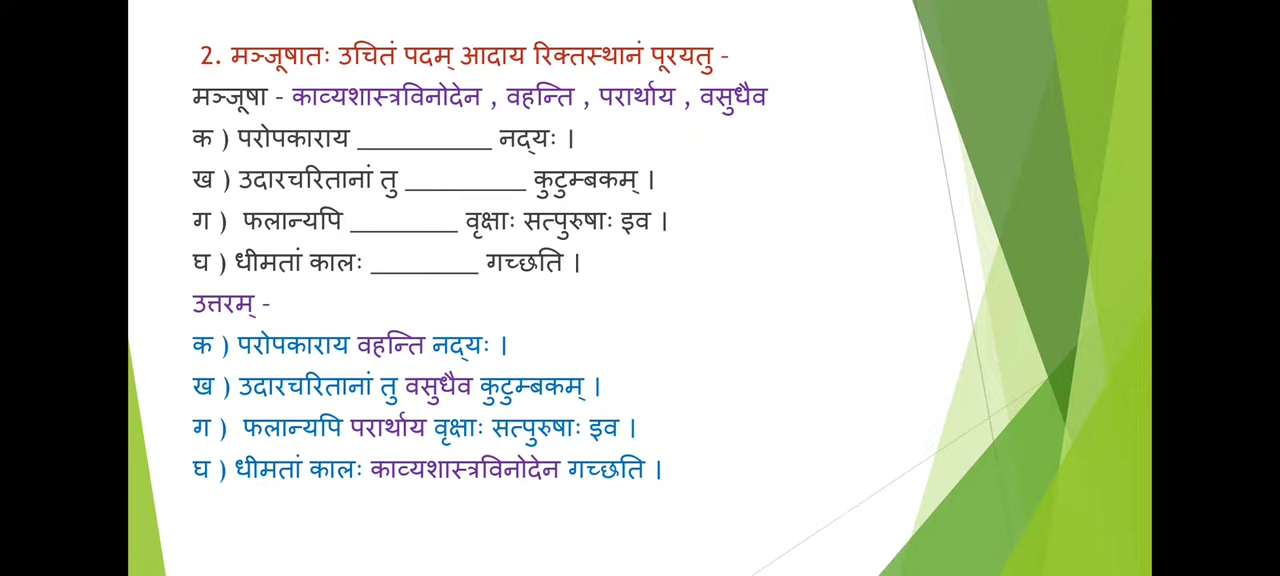 2. मञ्जूषातः उचितं पदम् आदाय रिक्तस्थानं पूरयतु -
मञ्जूषा - काव्यशास्त्रविनोदेन , वहन्ति , परार्थाय , वसुधैव
क ) परोपकाराय __________ नद्यः ।
ख ) उदारचरितानां तु _________ कुटुम्बकम् ।
ग ) फलान्यपि ________ वृक्षाः सत्पुरुषाः इव ।
घ ) धीमतां कालः ________ गच्छति ।
उत्तरम् -
क ) परोपकाराय वहन्ति नद्यः ।
ख ) उदारचरितानां तु वसुधैव कुटुम्बकम् ।
ग ) फलान्यपि परार्थाय वृक्षाः सत्पुरुषाः इव ।
घ ) धीमतां कालः काव्यशास्त्रविनोदेन गच्छति ।